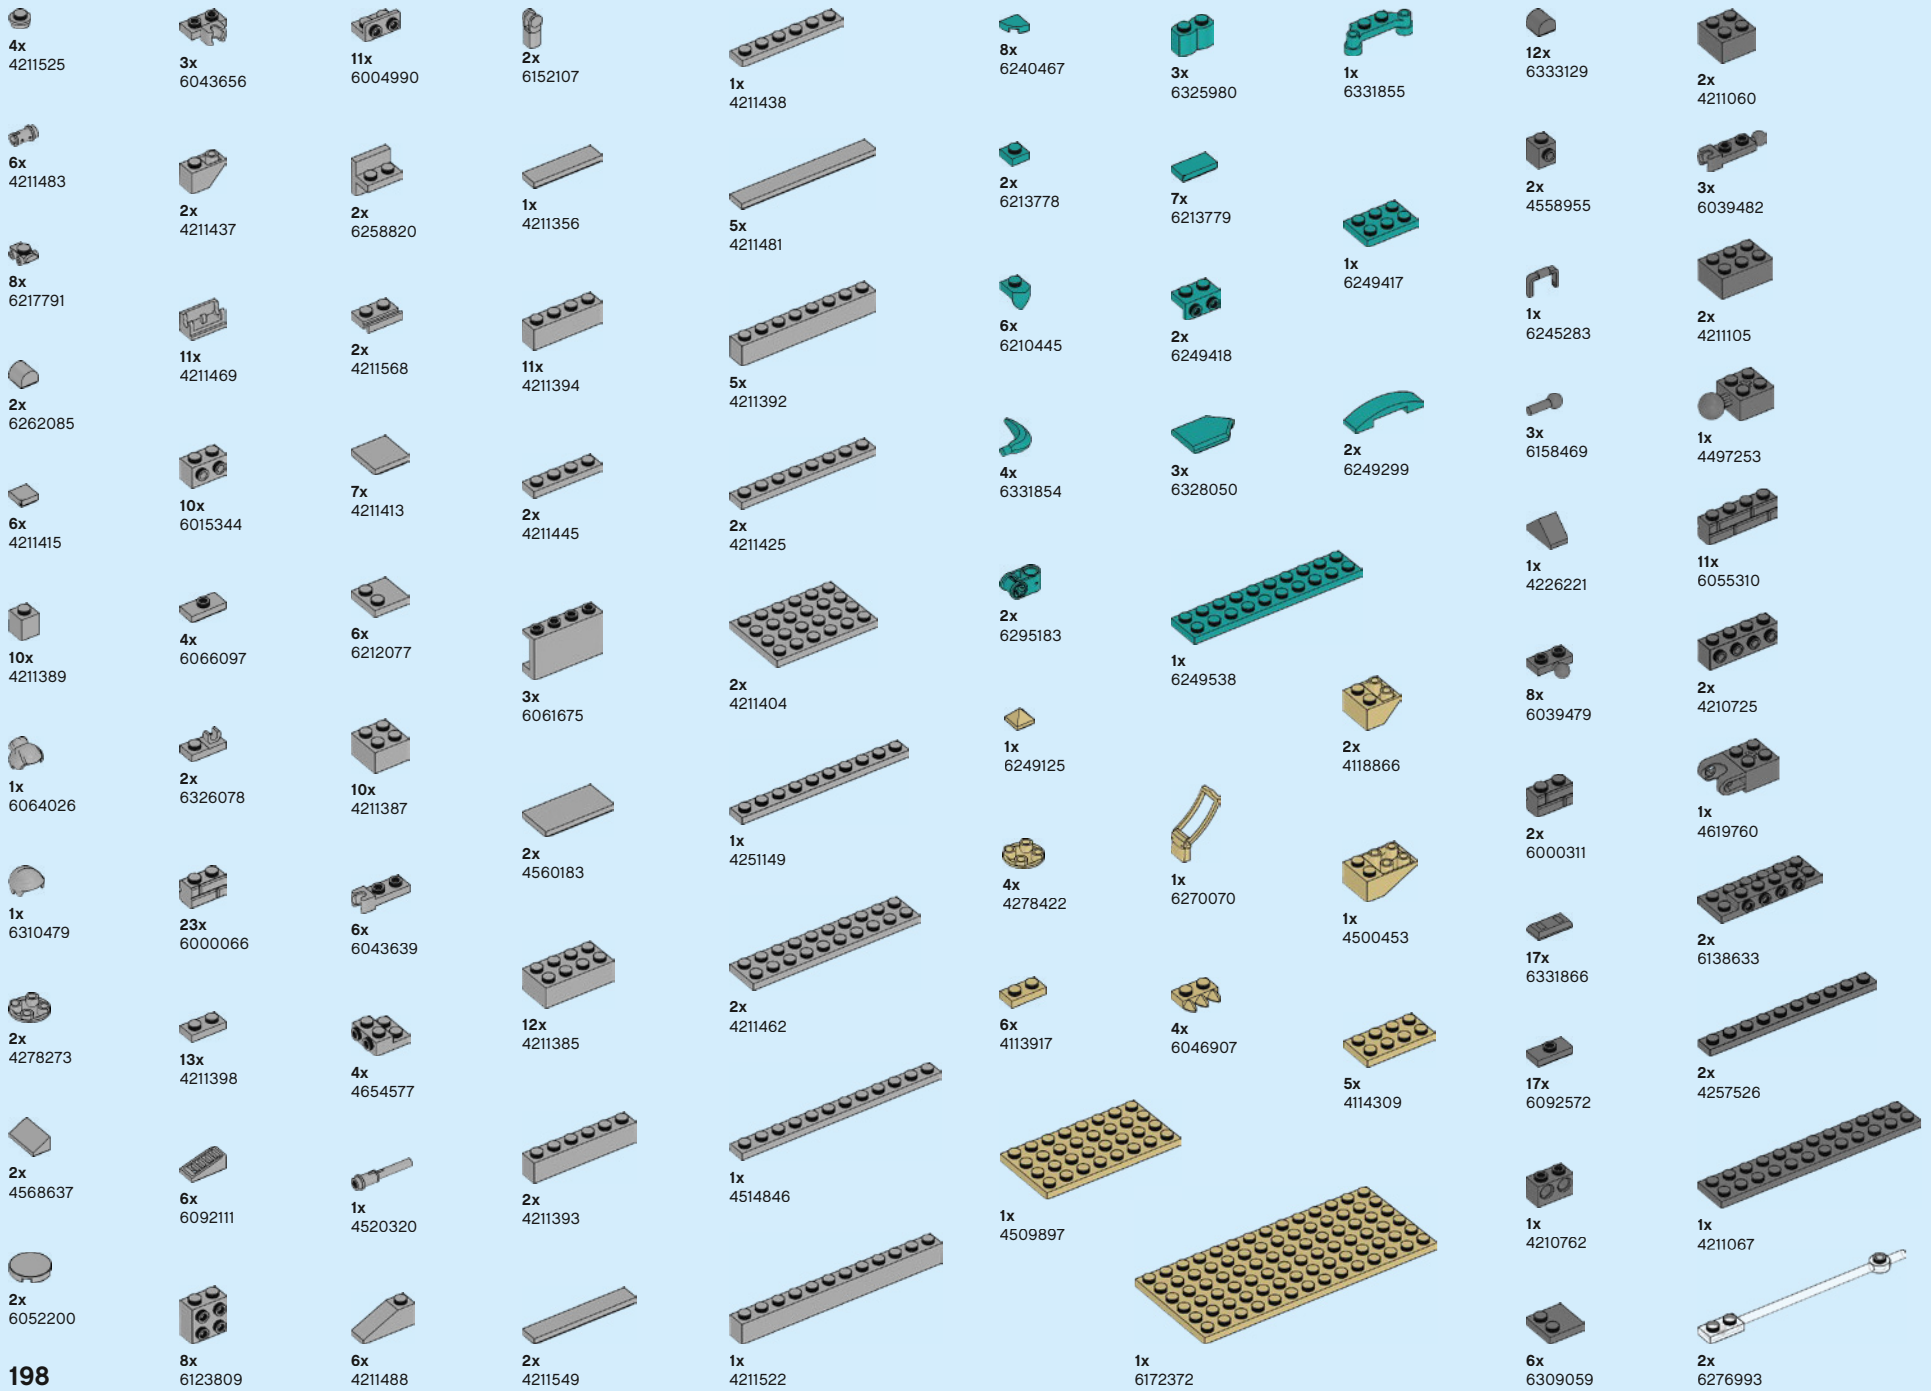 4x
4211525
6x
4211483
8x
6217791
2x
6262085
6x
4211415
10x
4211389
1x
6064026
1x
6310479
2x
4278273
2x
4568637
2x
6052200
198
3x
6043656
2x
4211437
11x
4211469
10x
6015344
4x
6066097
2x
6326078
23x
6000066
13x
4211398
6x
6092111
8x
6123809
11x
6004990
2x
6258820
2x
4211568
7x
4211413
6x
6212077
10x
4211387
6x
6043639
4x
4654577
1x
4520320
6x
4211488
2x
6152107
1x
4211356
11x
4211394
2x
4211445
3x
6061675
2x
4560183
12x
4211385
2x
4211393
2x
4211549
1x
4211438
5x
4211481
5x
4211392
2x
4211425
2x
4211404
1x
4251149
2x
4211462
1x
4514846
1x
4211522
8x
6240467
2x
6213778
6x
6210445
4x
6331854
2x
6295183
1x
6249125
4x
4278422
6x
4113917
1x
4509897
3x
6325980
7x
6213779
2x
6249418
3x
6328050
1x
6249538
1x
6270070
4x
6046907
1x
6172372
1x
6331855
1x
6249417
2x
6249299
2x
4118866
1x
4500453
5x
4114309
12x
6333129
2x
4558955
1x
6245283
3x
6158469
1x
4226221
8x
6039479
2x
6000311
17x
6331866
17x
6092572
1x
4210762
6x
6309059
2x
4211060
3x
6039482
2x
4211105
1x
4497253
11x
6055310
2x
4210725
1x
4619760
2x
6138633
2x
4257526
1x
4211067
2x
6276993